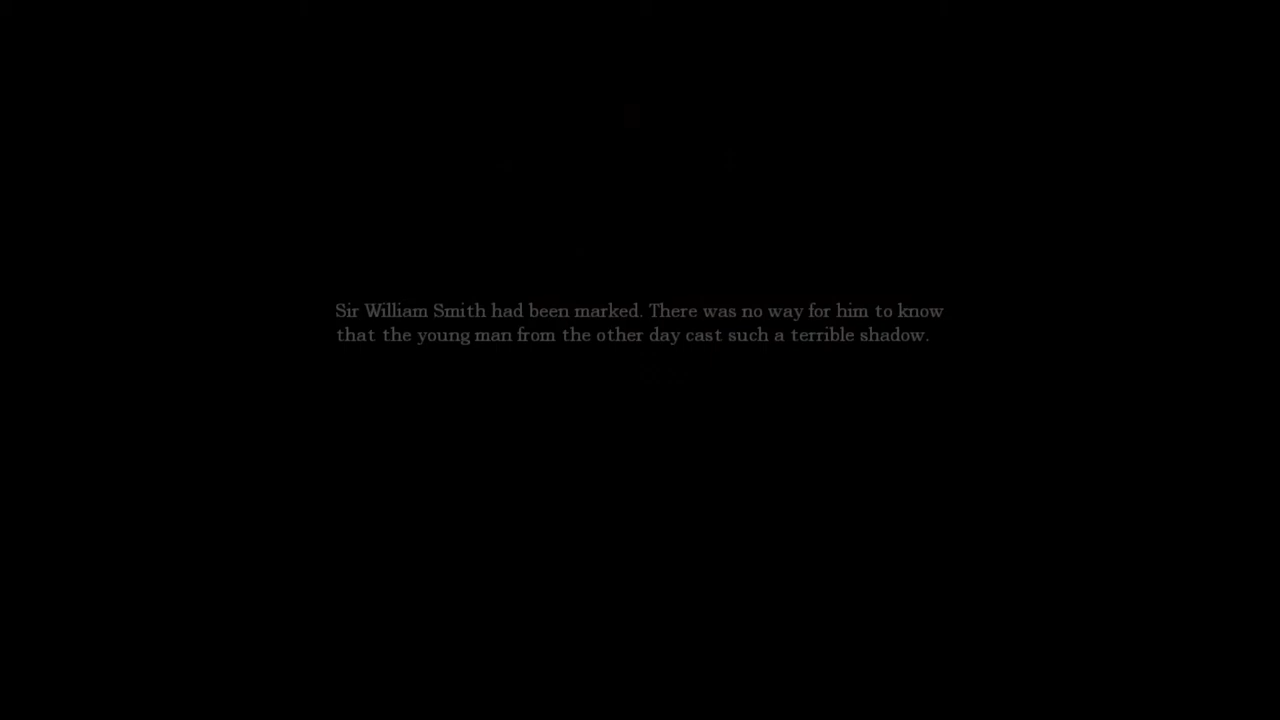 Sir William Smith had been marked. There was no way for him to know
that the young man from the other day cast such a terrible shadow.